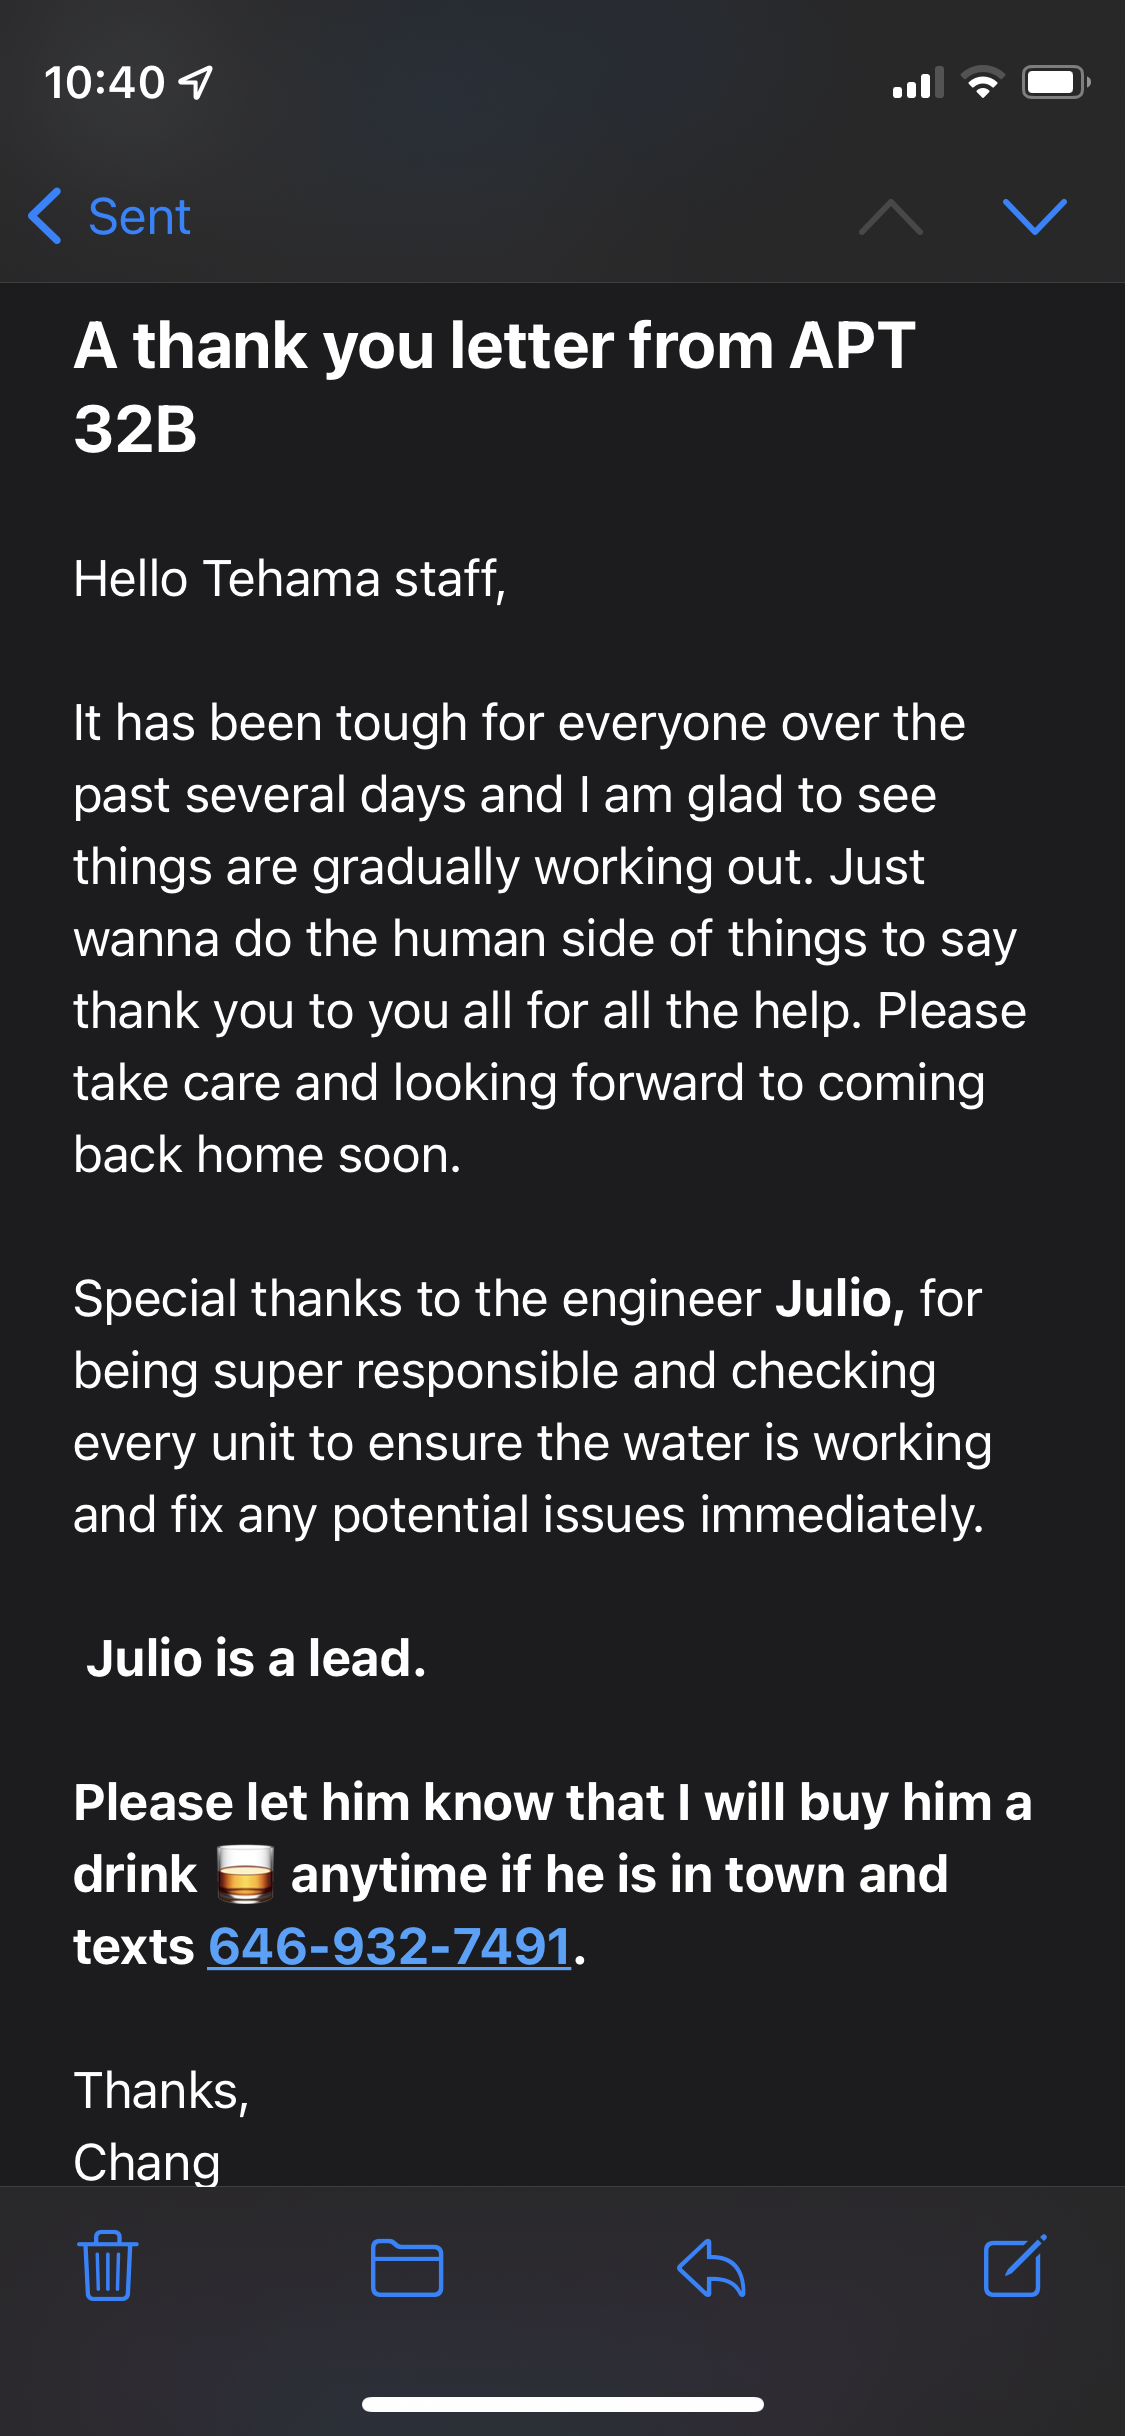 10:40
Sent
A thank you letter from APT
32B
Hello Tehama staff,
It has been tough for everyone over the
past several days and I am glad to see
things are gradually working out. Just
wanna do the human side of things to say
thank you to you all for all the help. Please
take care and looking forward to coming
back home soon.
Special thanks to the engineer Julio, for
being super responsible and checking
every unit to ensure the water is working
and fix any potential issues immediately.
Julio is a lead.
Please let him know that I will buy him a
drink 🥃 anytime if he is in town and
texts 646-932-7491.
Thanks,
Chang